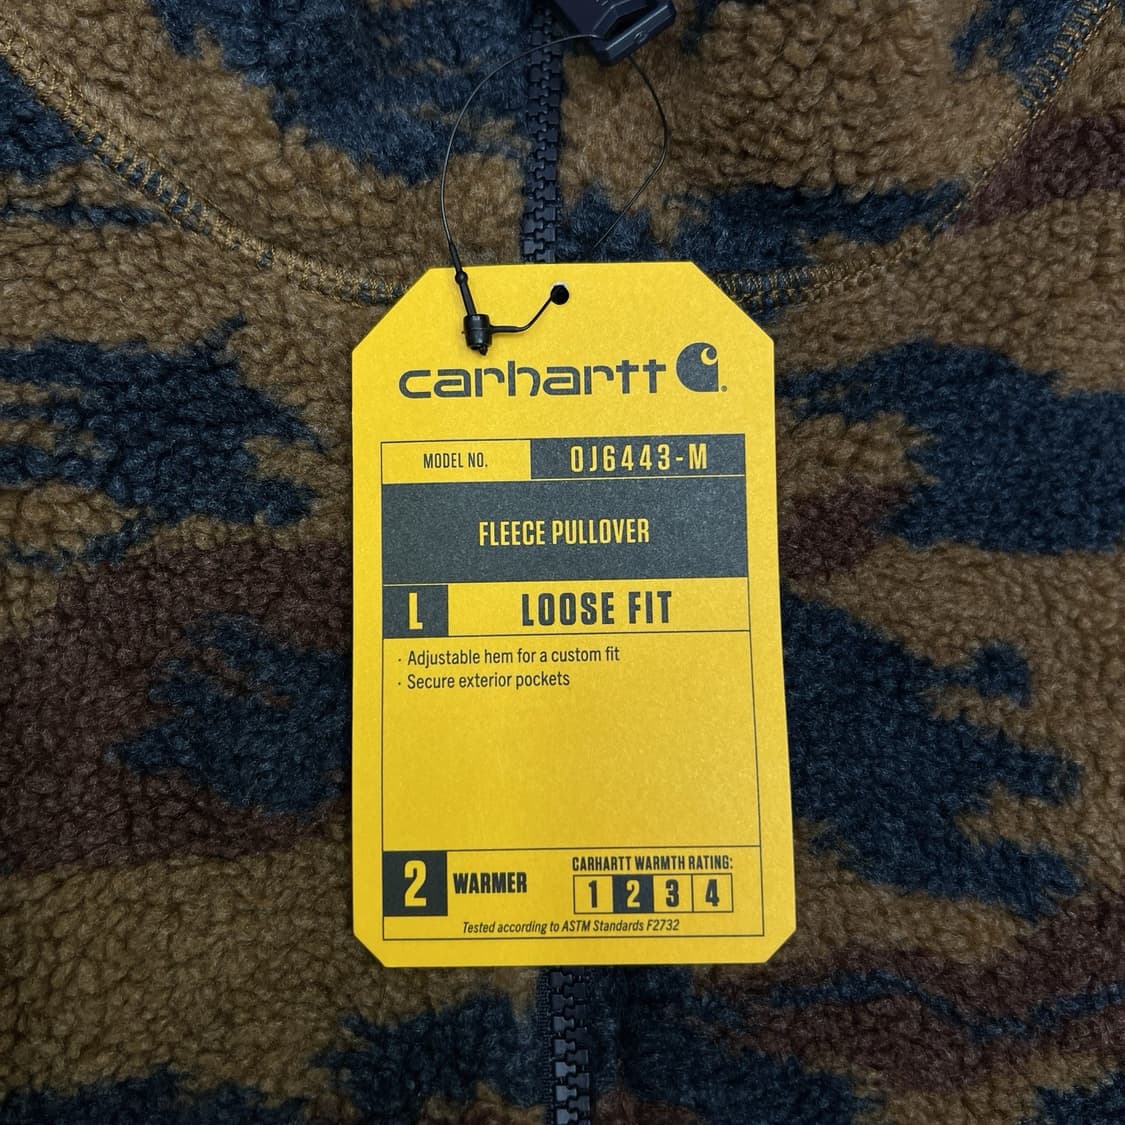 carhartt
MODEL NO. OJ6443-M
FLEECE PULLOVER
L LOOSE FIT
· Adjustable hem for a custom fit
· Secure exterior pockets
2 WARMER
CARHARTT WARMTH RATING:
1 2 3 4
Tested according to ASTM Standards F2732